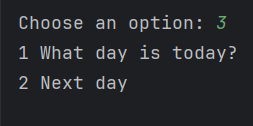 Choose an option: 3
1 What day is today?
2 Next day